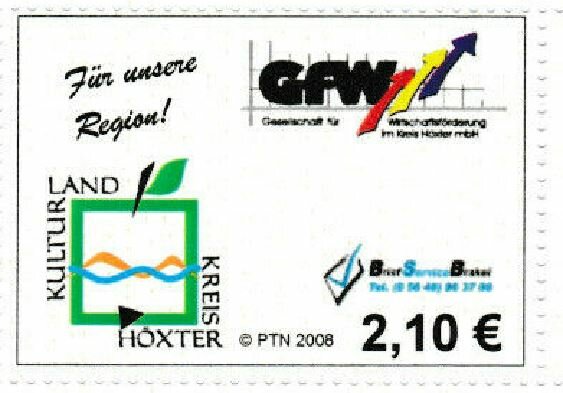 Für unsere
Region!
GFW
Gesellschaft für Wirtschaftsförderung
im Kreis Höxter mbH
KULTUR
LAND
KREIS
HÖXTER
BriefServiceBrakel
Tel.
© PTN 2008
2,10 €